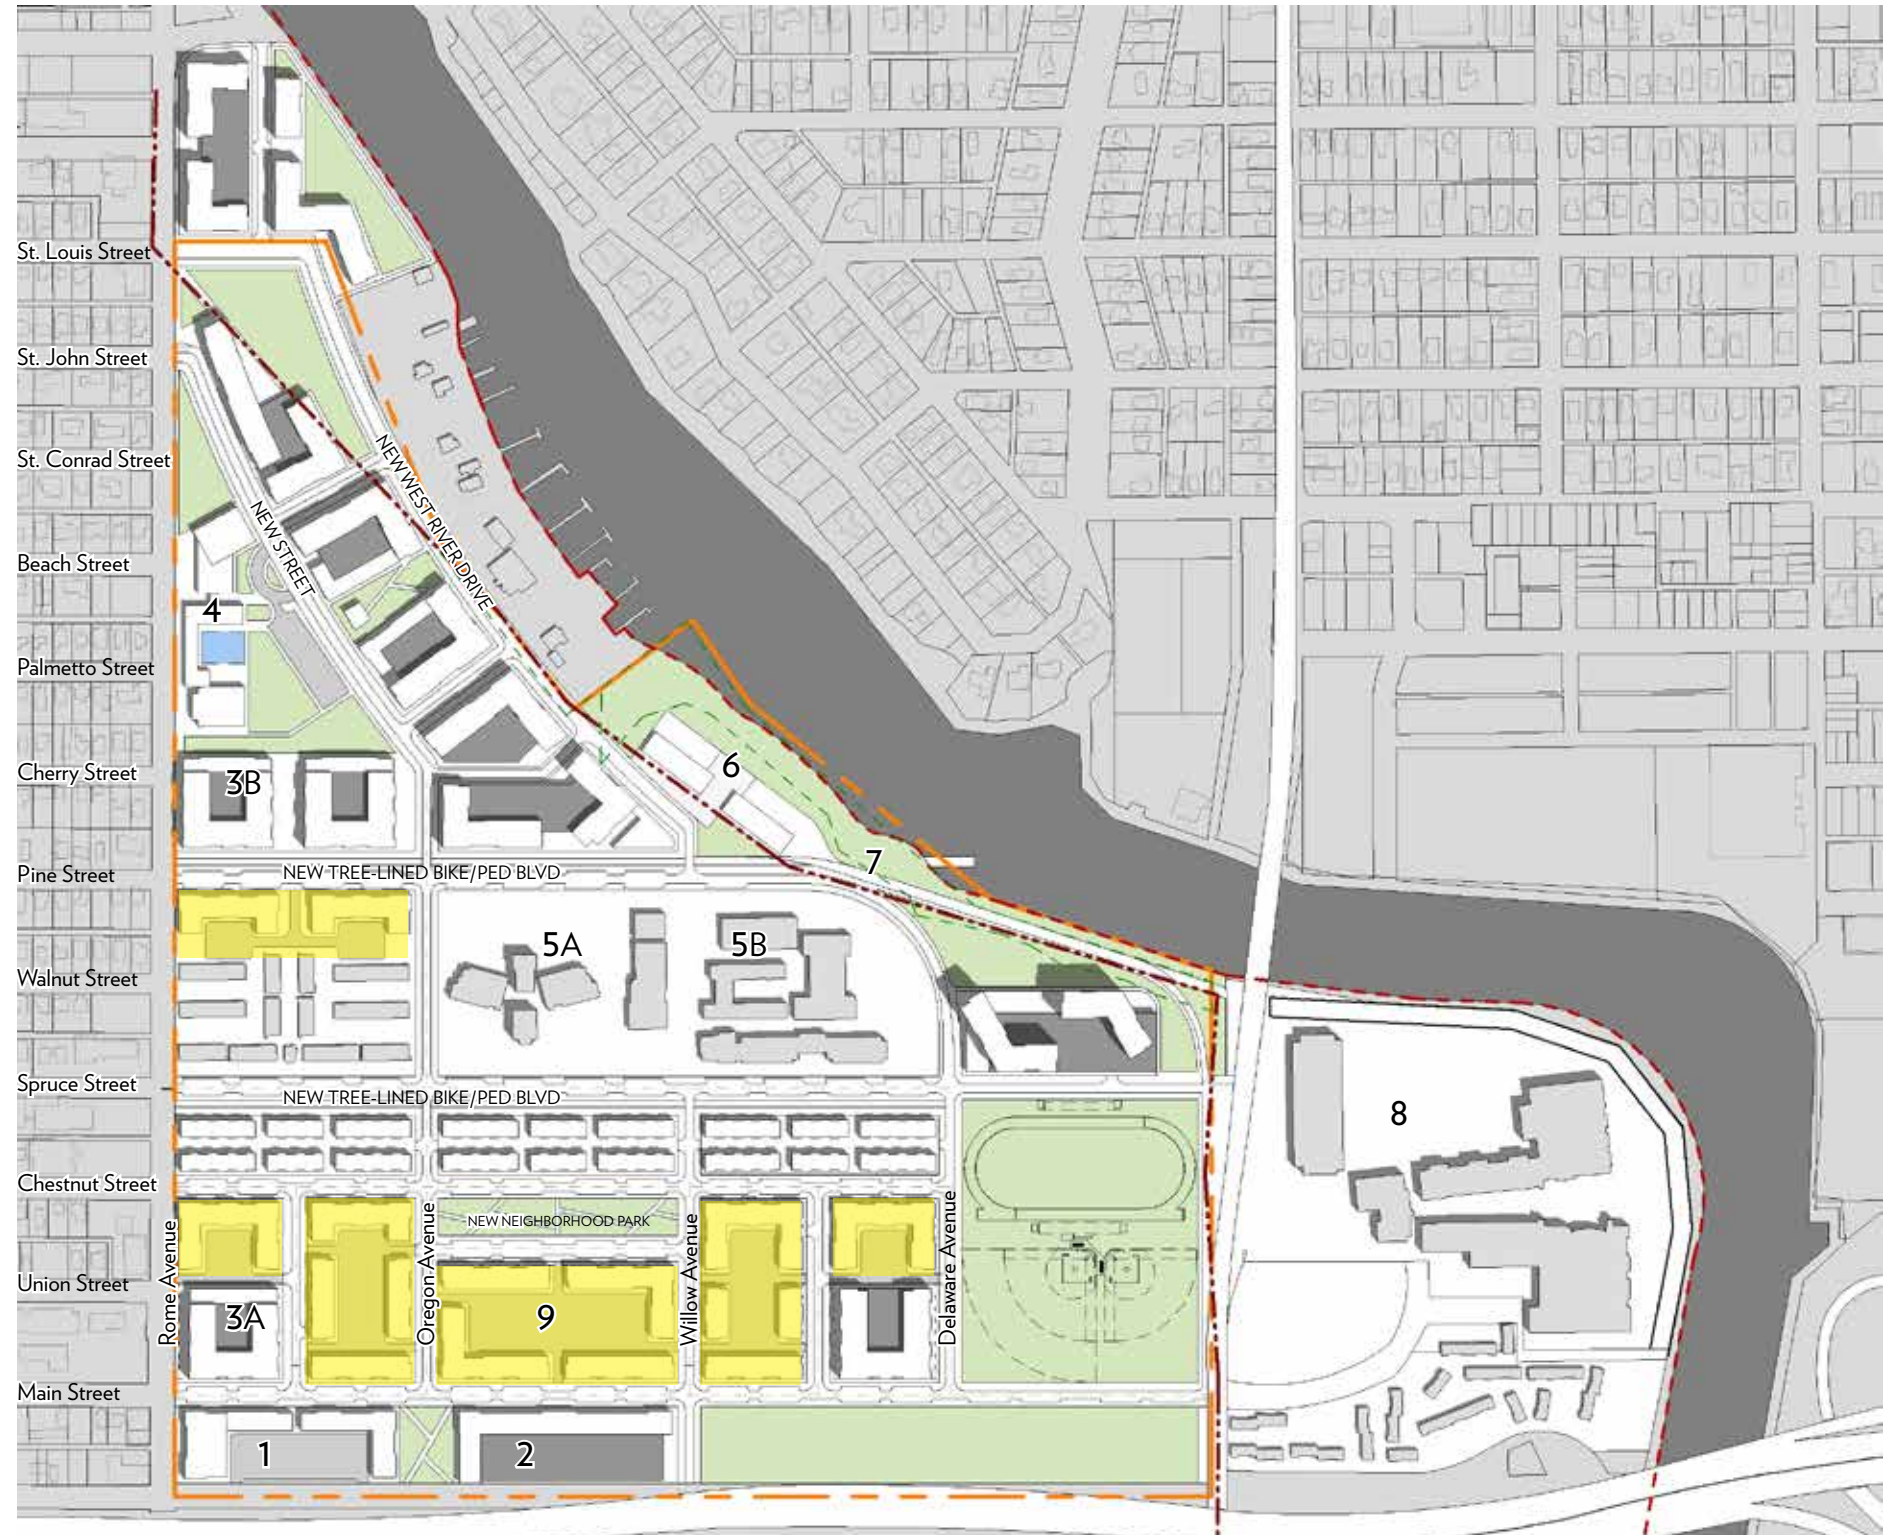 St. Louis Street
St. John Street
NEW WEST RIVER DRIVE
St. Conrad Street
NEW STREET
Beach Street
4
Palmetto Street
6
Cherry Street
3B
7
Pine Street
NEW TREE-LINED BIKE/PED BLVD
5A
5B
Walnut Street
Spruce Street
NEW TREE-LINED BIKE/PED BLVD
8
Chestnut Street
NEW NEIGHBORHOOD PARK
Rome Avenue
Oregon Avenue
Willow Avenue
Delaware Avenue
Union Street
3A
9
Main Street
1
2